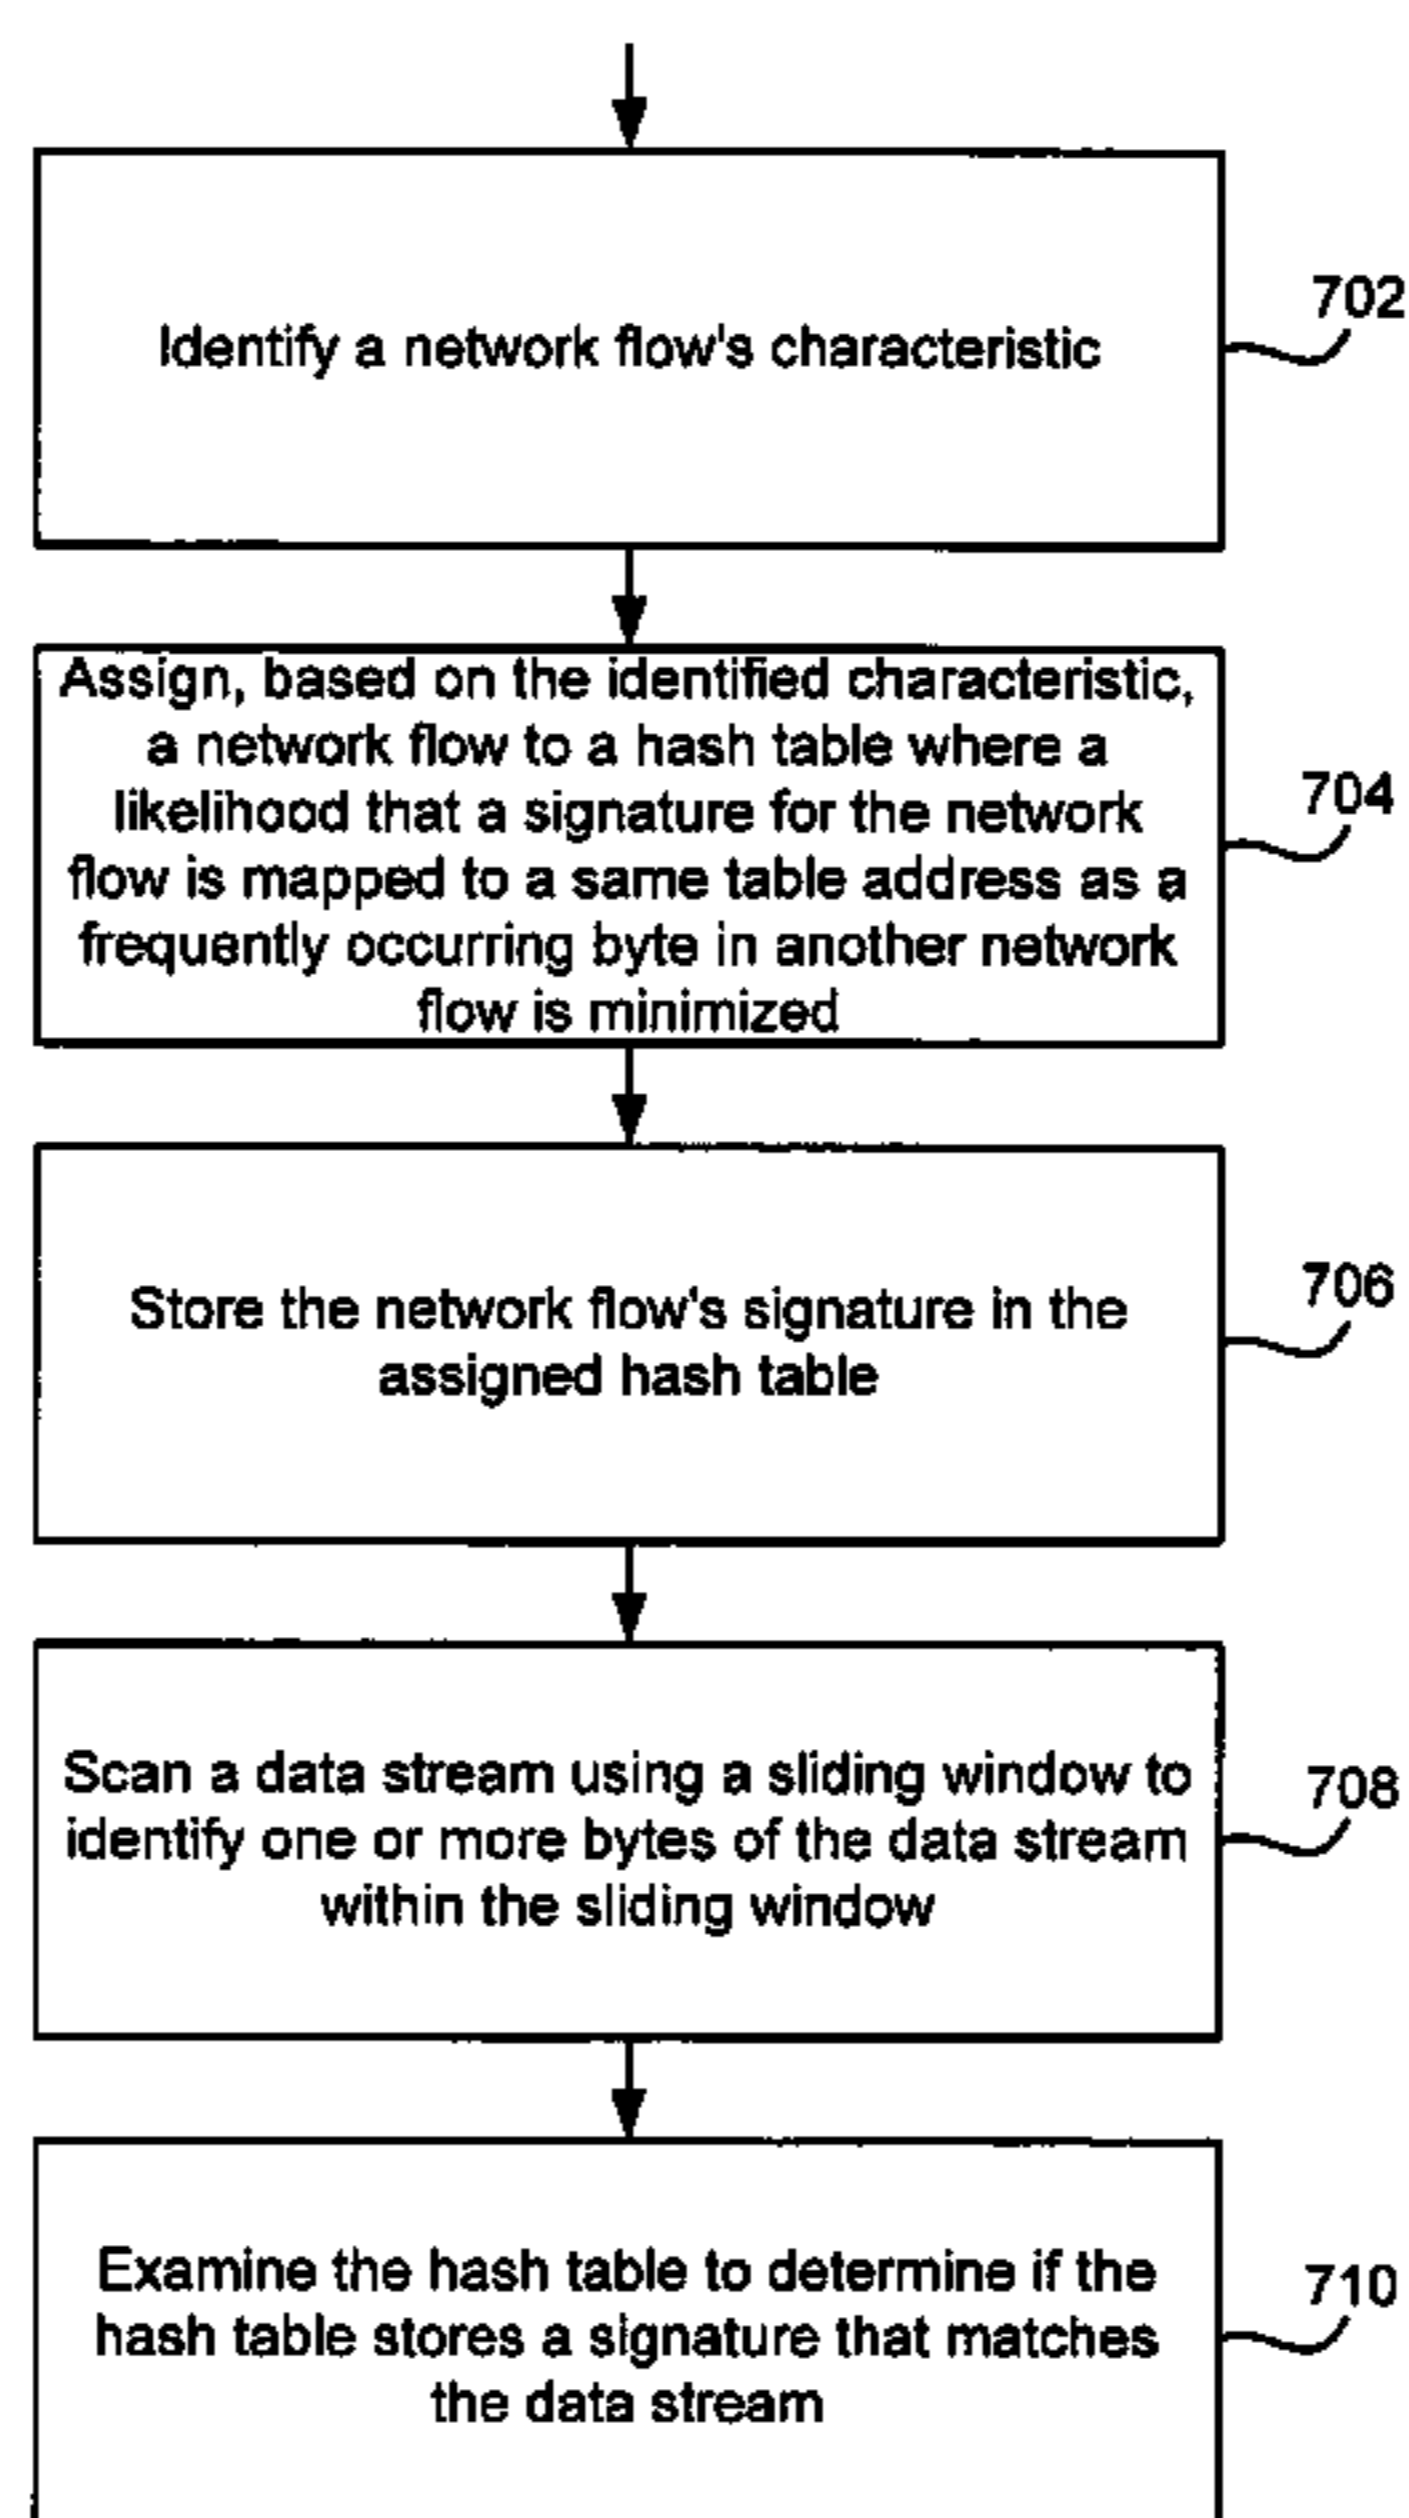 Identify a network flow's characteristic
702
Assign, based on the identified characteristic,
a network flow to a hash table where a
likelihood that a signature for the network
flow is mapped to a same table address as a
frequently occurring byte in another network
flow is minimized
704
Store the network flow's signature in the
assigned hash table
706
Scan a data stream using a sliding window to
identify one or more bytes of the data stream
within the sliding window
708
Examine the hash table to determine if the
hash table stores a signature that matches
the data stream
710